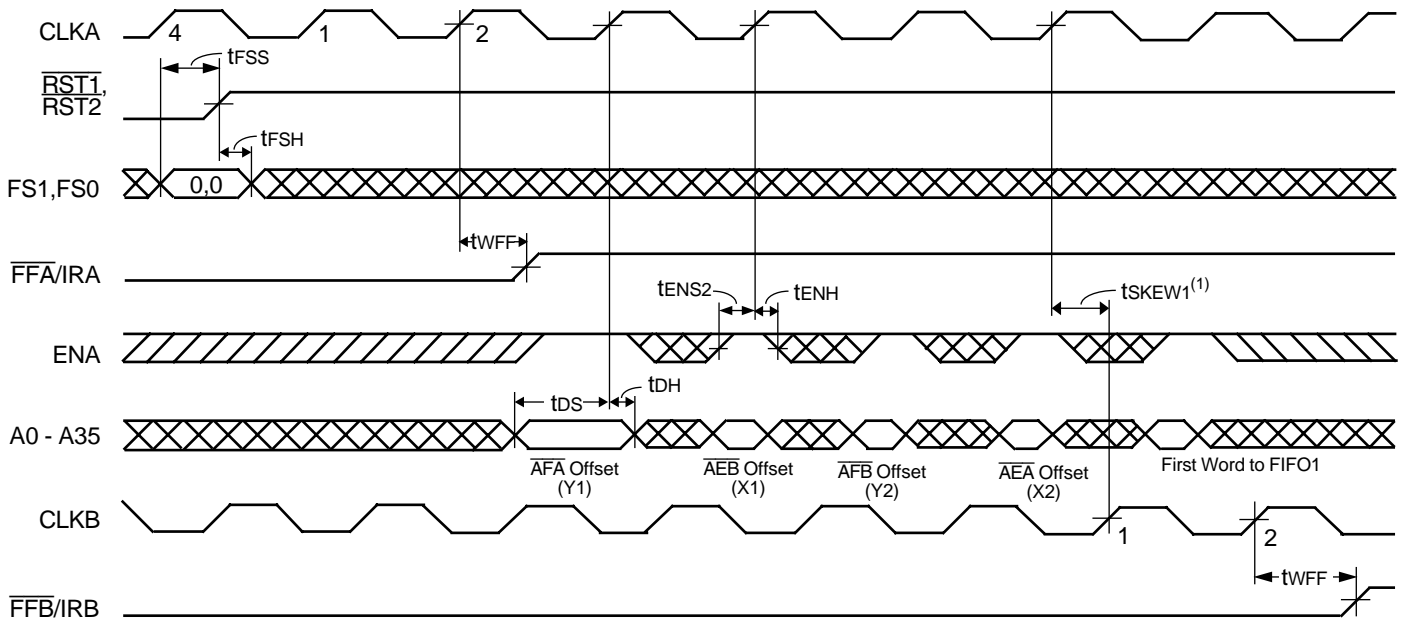 CLKA 4 1 2
tFSS
RST1,
RST2
tFSH
FS1,FS0 0,0
tWFF
FFA/IRA
tENS2 tENH tSKEW1(1)
ENA
tDS tDH
A0 - A35
AFA Offset
(Y1)
AEB Offset
(X1)
AFB Offset
(Y2)
AEA Offset
(X2)
First Word to FIFO1
CLKB 1 2
tWFF
FFB/IRB